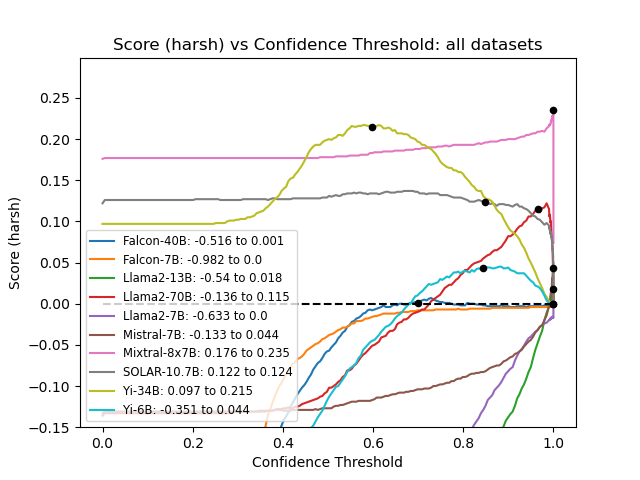 Score (harsh) vs Confidence Threshold: all datasets
Score (harsh)
0.25
0.20
0.15
0.10
0.05
0.00
−0.05
−0.10
−0.15
Falcon-40B: -0.516 to 0.001
Falcon-7B: -0.982 to 0.0
Llama2-13B: -0.54 to 0.018
Llama2-70B: -0.136 to 0.115
Llama2-7B: -0.633 to 0.0
Mistral-7B: -0.133 to 0.044
Mixtral-8x7B: 0.176 to 0.235
SOLAR-10.7B: 0.122 to 0.124
Yi-34B: 0.097 to 0.215
Yi-6B: -0.351 to 0.044
0.0 0.2 0.4 0.6 0.8 1.0
Confidence Threshold